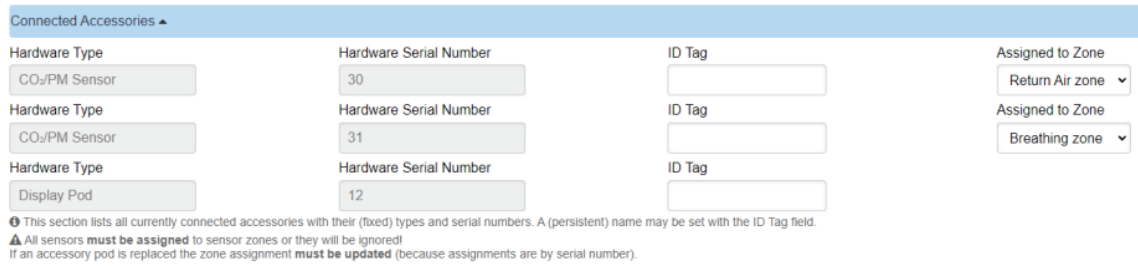 Connected Accessories
Hardware Type Hardware Serial Number ID Tag Assigned to Zone
CO₂/PM Sensor 30 Return Air zone
Hardware Type Hardware Serial Number ID Tag Assigned to Zone
CO₂/PM Sensor 31 Breathing zone
Hardware Type Hardware Serial Number ID Tag
Display Pod 12
This section lists all currently connected accessories with their (fixed) types and serial numbers. A (persistent) name may be set with the ID Tag field.
All sensors must be assigned to sensor zones or they will be ignored!
If an accessory pod is replaced the zone assignment must be updated (because assignments are by serial number).